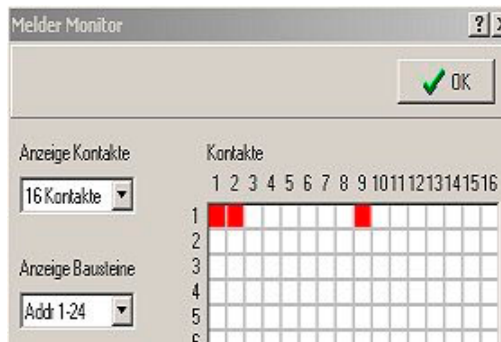 Melder Monitor
OK
Anzeige Kontakte
16 Kontakte
Anzeige Bausteine
Addr 1-24
Kontakte
1 2 3 4 5 6 7 8 9 10 11 12 13 14 15 16
1
2
3
4
5
6